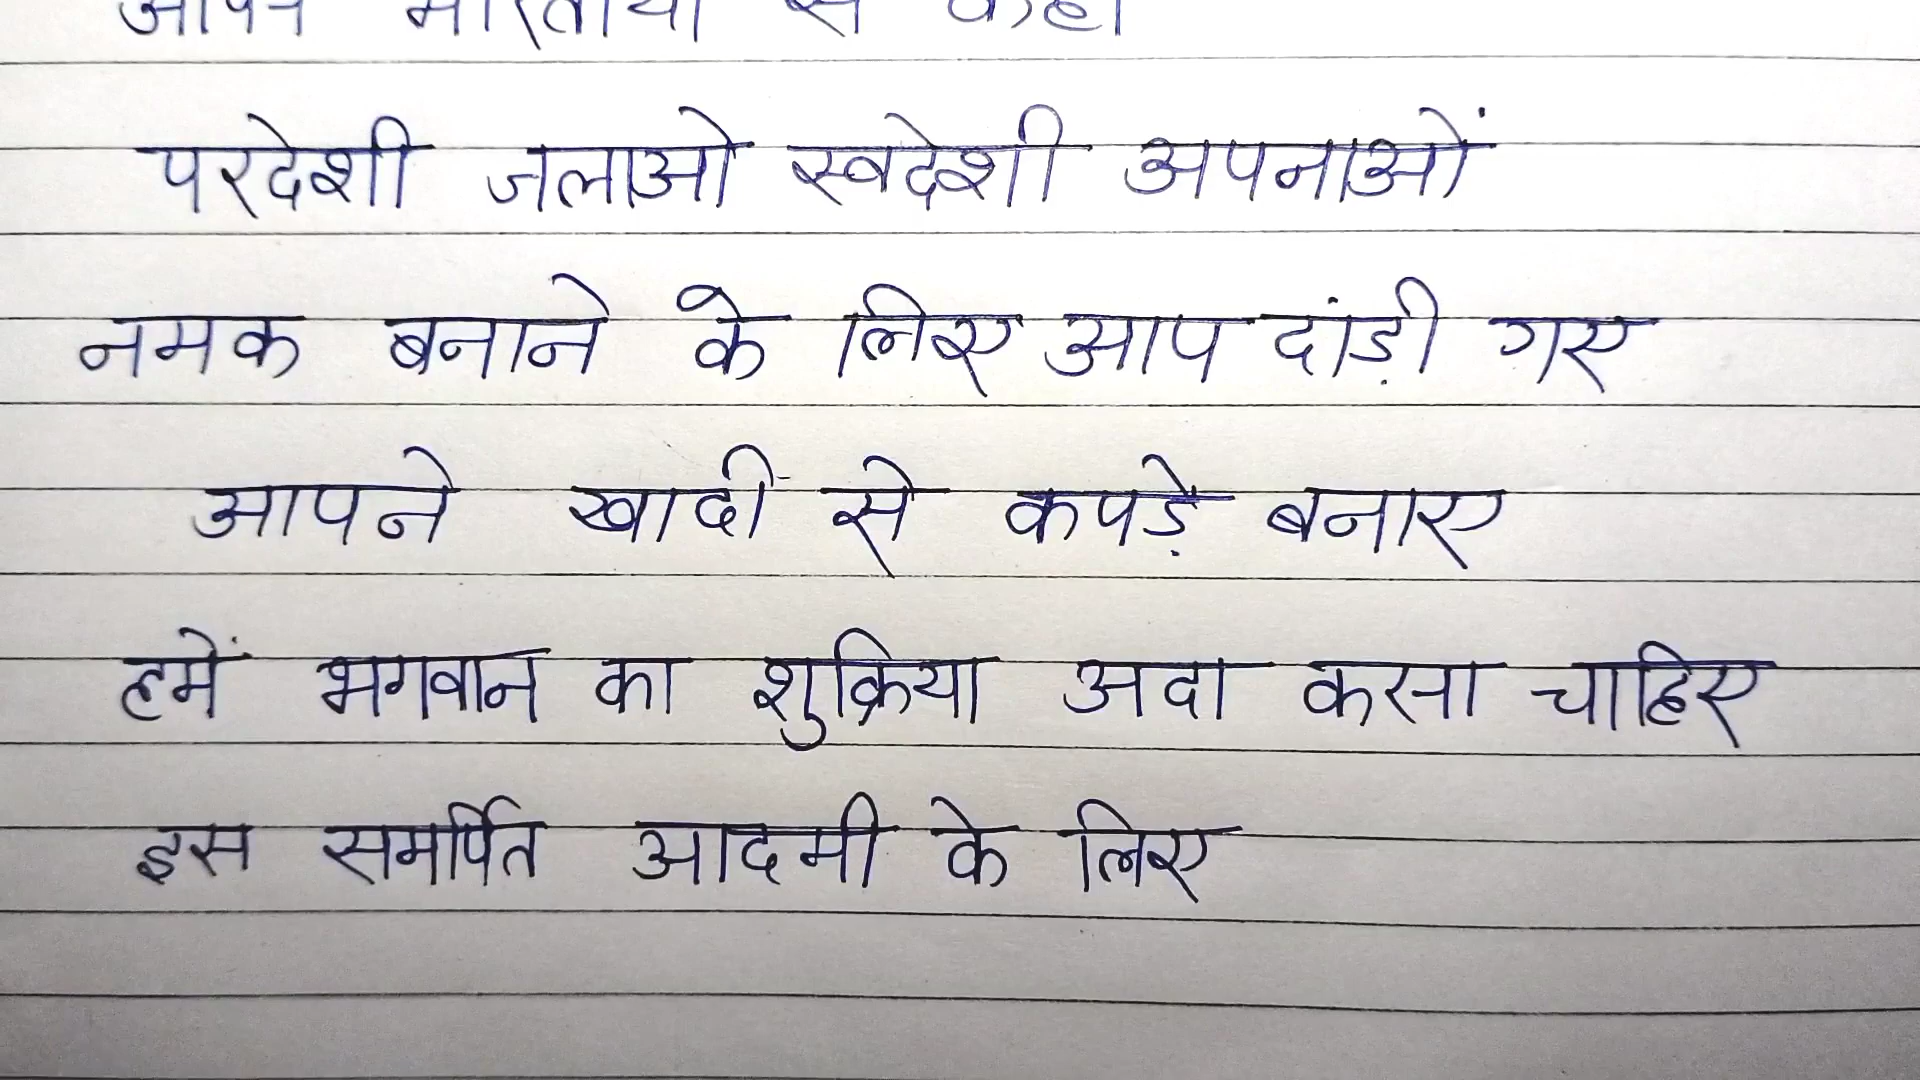 परदेशी जलाओ स्वदेशी अपनाओं
नमक बनाने के लिए आप दांड़ी गए
आपने खादी से कपड़े बनाए
हमें भगवान का शुक्रिया अदा करना चाहिए
इस समर्पित आदमी के लिए